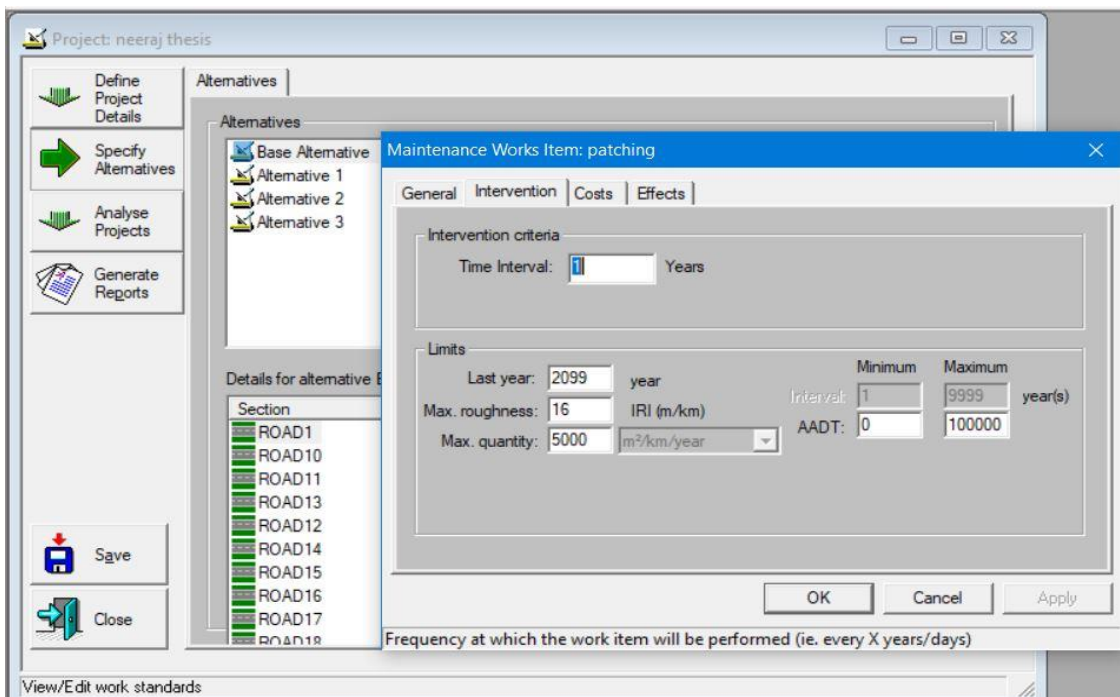 Project: neeraj thesis
Define
Project
Details
Specify
Alternatives
Analyse
Projects
Generate
Reports
Save
Close
Alternatives
Alternatives
Base Alternative
Alternative 1
Alternative 2
Alternative 3
Details for alternative
Section
ROAD1
ROAD10
ROAD11
ROAD13
ROAD12
ROAD14
ROAD15
ROAD16
ROAD17
ROAD18
Maintenance Works Item: patching
General Intervention Costs Effects
Intervention criteria
Time Interval: 1 Years
Limits
Minimum Maximum
Last year: 2099 year
Interval: 1 9999 year(s)
Max. roughness: 16 IRI (m/km)
AADT: 0 100000
Max. quantity: 5000 m²/km/year
OK Cancel Apply
Frequency at which the work item will be performed (ie. every X years/days)
View/Edit work standards